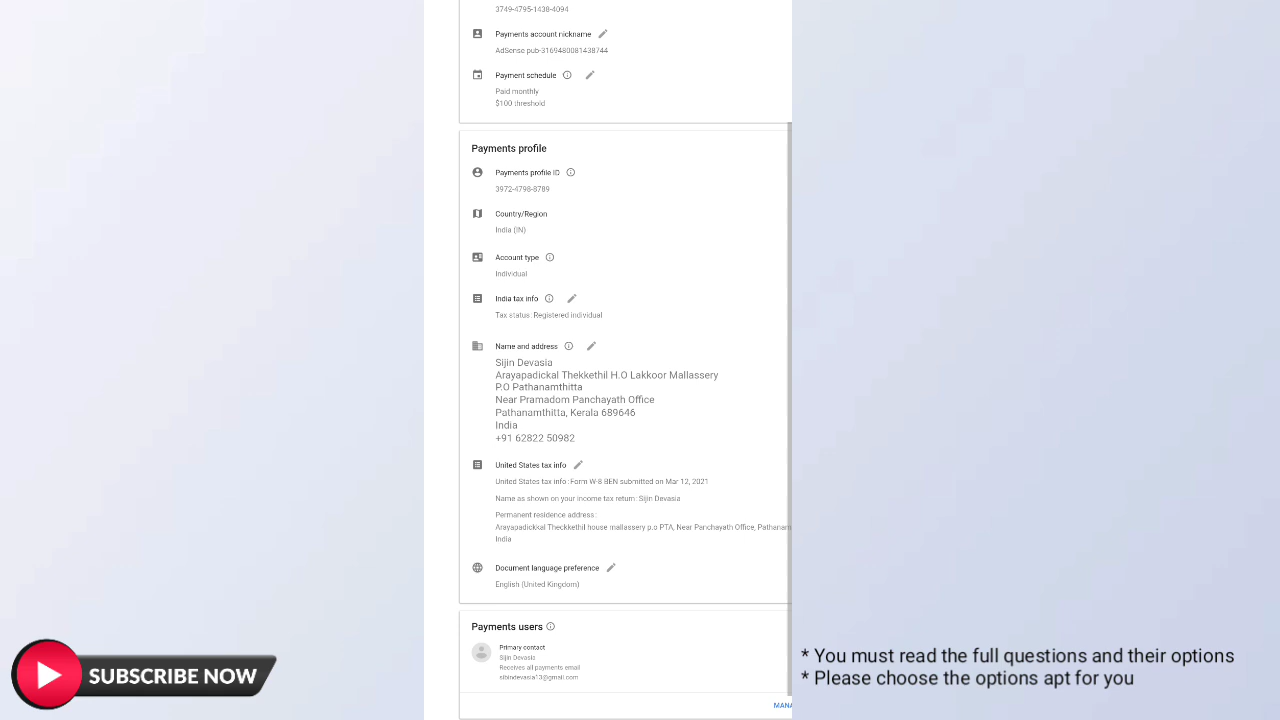 3749-4795-1438-4094
Payments account nickname
AdSense pub-3169480081438744
Payment schedule
Paid monthly
$100 threshold
Payments profile
Payments profile ID
3972-4798-8789
Country/Region
India (IN)
Account type
Individual
India tax info
Tax status: Registered individual
Name and address
Sijin Devasia
Arayapadickal Thekkethil H.O Lakkoor Mallassery
P.O Pathanamthitta
Near Pramadom Panchayath Office
Pathanamthitta, Kerala 689646
India
+91 62822 50982
United States tax info
United States tax info: Form W-8 BEN submitted on Mar 12, 2021
Name as shown on your income tax return: Sijin Devasia
Permanent residence address:
Arayapadickkal Theckkethil house mallassery p.o PTA, Near Panchayath Office, Pathanam
India
Document language preference
English (United Kingdom)
Payments users
Primary contact
Sijin Devasia
Receives all payments email
sibindevasia13@gmail.com
MANA
SUBSCRIBE NOW
* You must read the full questions and their options
* Please choose the options apt for you